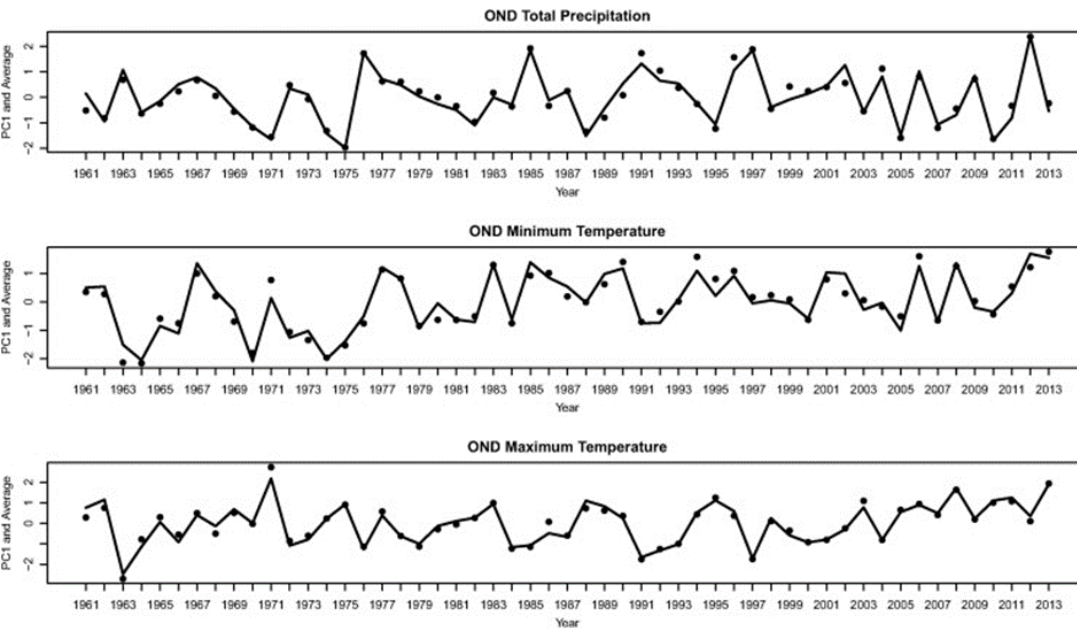 OND Total Precipitation
PC1 and Average
2
1
0
−1
−2
1961 1963 1965 1967 1969 1971 1973 1975 1977 1979 1981 1983 1985 1987 1989 1991 1993 1995 1997 1999 2001 2003 2005 2007 2009 2011 2013
Year
OND Minimum Temperature
PC1 and Average
1
0
−1
−2
1961 1963 1965 1967 1969 1971 1973 1975 1977 1979 1981 1983 1985 1987 1989 1991 1993 1995 1997 1999 2001 2003 2005 2007 2009 2011 2013
Year
OND Maximum Temperature
PC1 and Average
2
1
0
−2
1961 1963 1965 1967 1969 1971 1973 1975 1977 1979 1981 1983 1985 1987 1989 1991 1993 1995 1997 1999 2001 2003 2005 2007 2009 2011 2013
Year